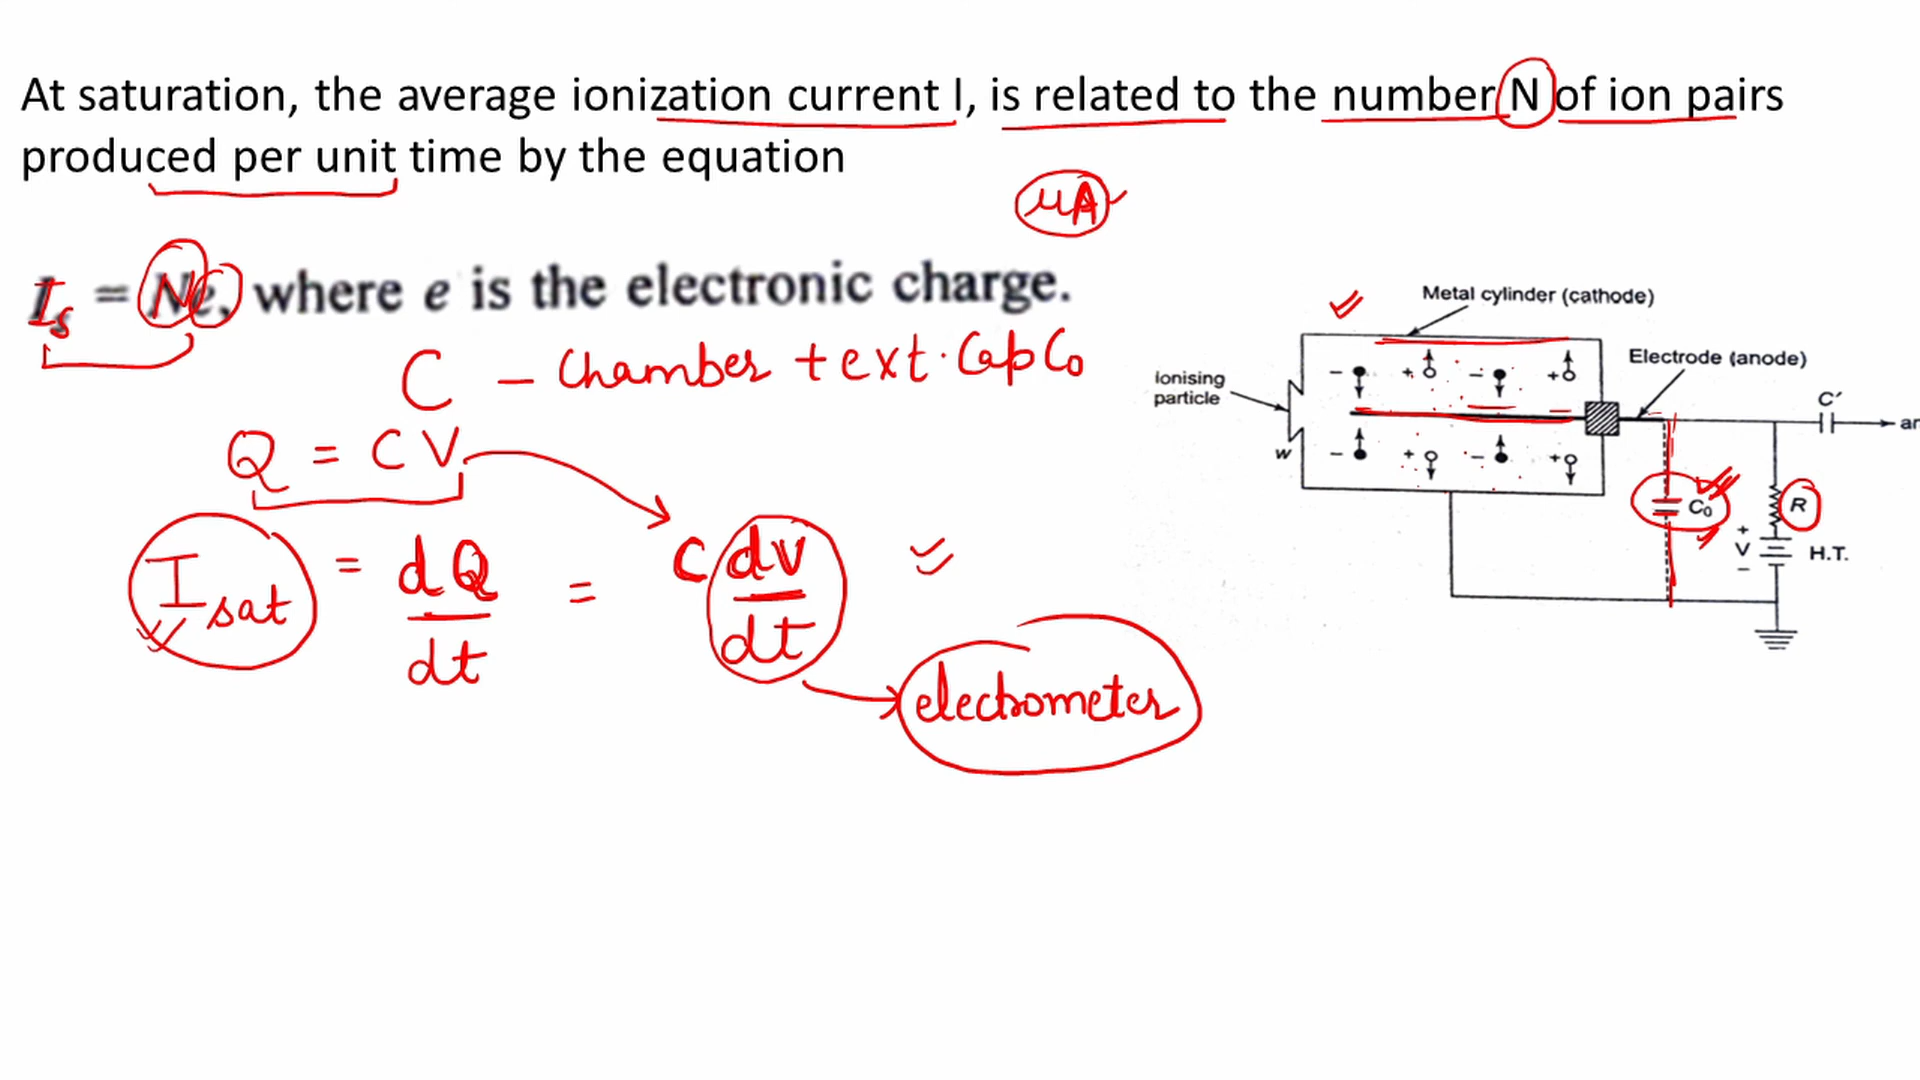 At saturation, the average ionization current I, is related to the number N of ion pairs
produced per unit time by the equation
μA
Is = Ne, where e is the electronic charge.
C – Chamber + ext. Cap C₀
Q = CV
I sat = dQ/dt = C dv/dt
electrometer
Metal cylinder (cathode)
Electrode (anode)
Ionising
particle
W
- + - +
- + - +
C'
C₀
R
+
V
-
H.T.